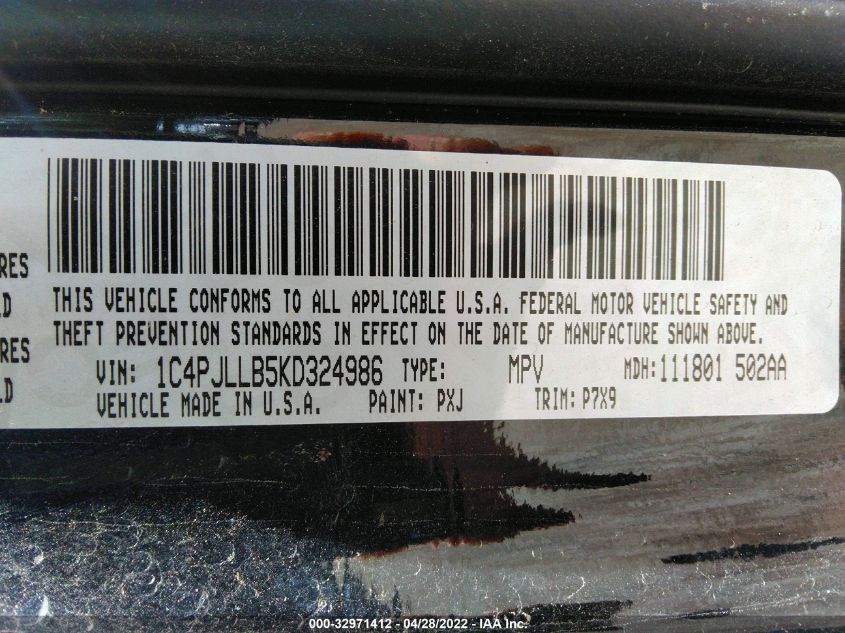 RES
D
RES
D
THIS VEHICLE CONFORMS TO ALL APPLICABLE U.S.A. FEDERAL MOTOR VEHICLE SAFETY AND
THEFT PREVENTION STANDARDS IN EFFECT ON THE DATE OF MANUFACTURE SHOWN ABOVE.
VIN: 1C4PJLLB5KD324986 TYPE: MPV MDH:111801 502AA
VEHICLE MADE IN U.S.A. PAINT: PXJ TRIM: P7X9
000-32971412 - 04/28/2022 - IAA Inc.